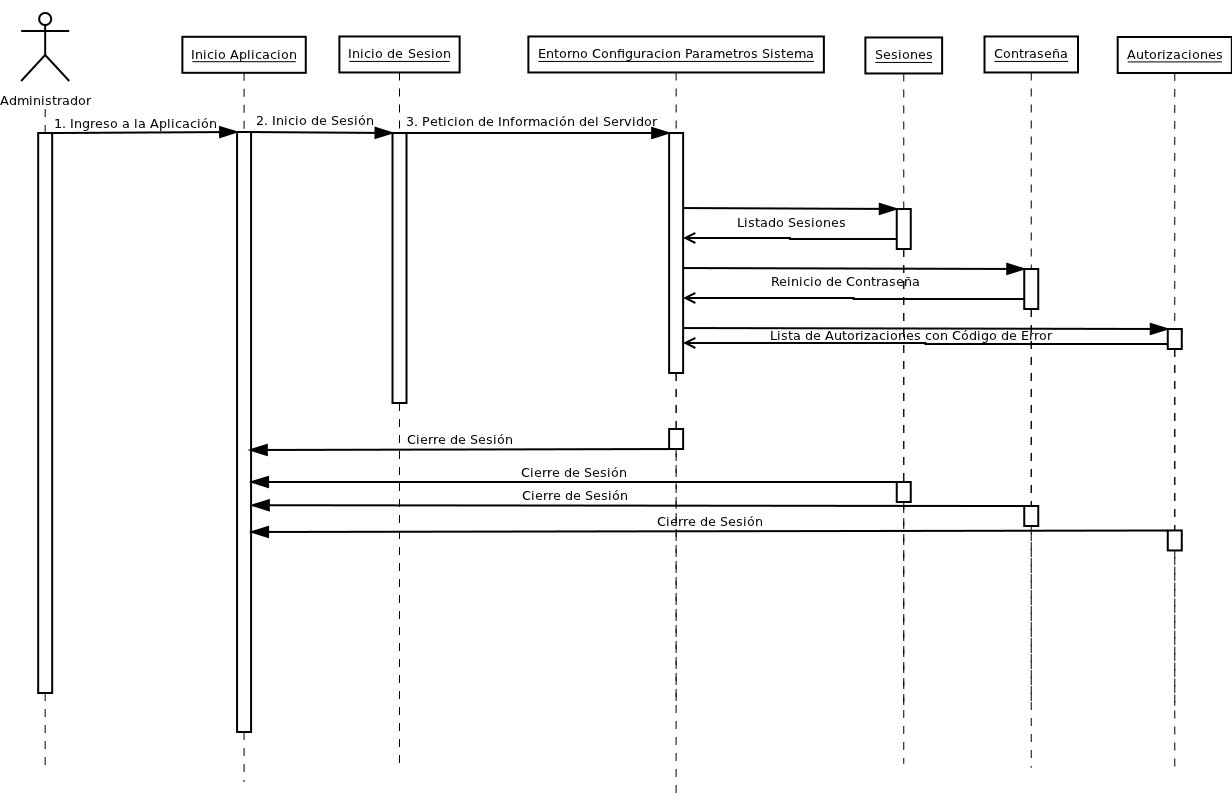 Administrador
Inicio Aplicacion
Inicio de Sesion
Entorno Configuracion Parametros Sistema
Sesiones
Contraseña
Autorizaciones
1. Ingreso a la Aplicación
2. Inicio de Sesión
3. Peticion de Información del Servidor
Listado Sesiones
Reinicio de Contraseña
Lista de Autorizaciones con Código de Error
Cierre de Sesión
Cierre de Sesión
Cierre de Sesión
Cierre de Sesión